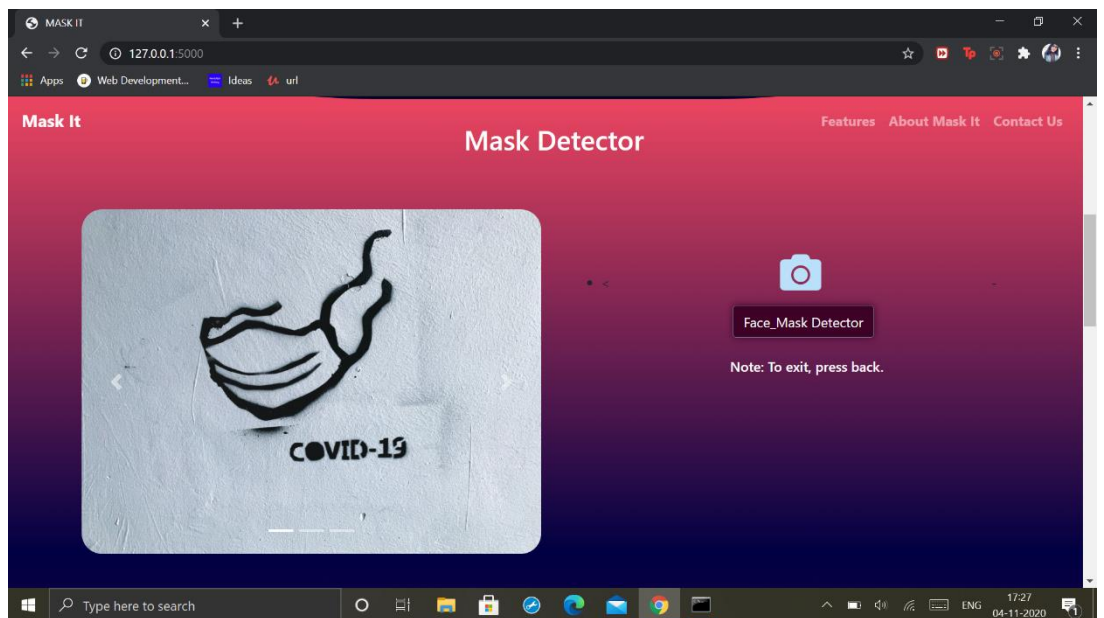 MASK IT
127.0.0.1:5000
Apps
Web Development...
Ideas
url
Mask It
Features
About Mask It
Contact Us
Mask Detector
COVID-19
Face_Mask Detector
Note: To exit, press back.
Type here to search
ENG
17:27
04-11-2020
1